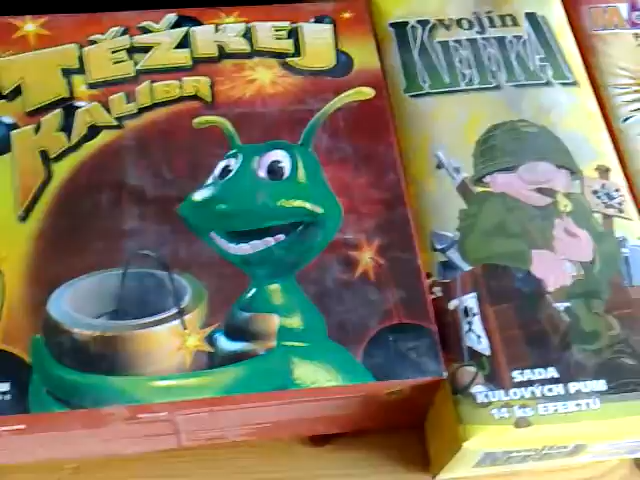 TĚŽKEJ
KALIBR
vojín
KEFKA
SADA
KULOVÝCH PUM
14 ks EFEKTŮ